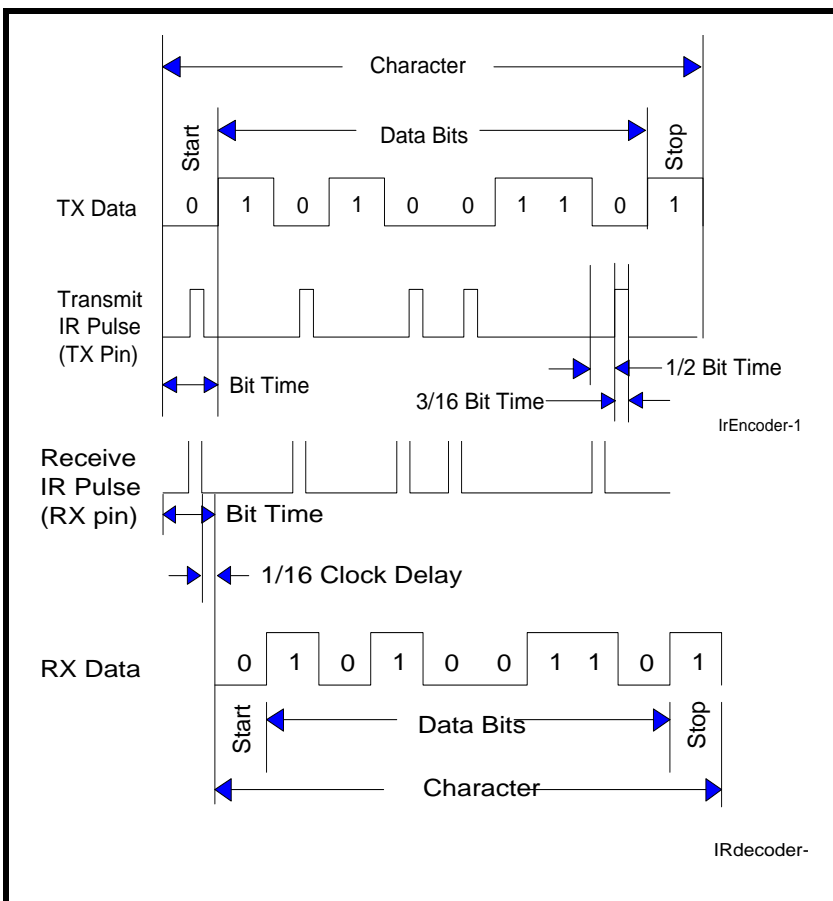 Character
Start
Data Bits
Stop
TX Data
0 1 0 1 0 0 1 1 0 1
Transmit
IR Pulse
(TX Pin)
Bit Time
1/2 Bit Time
3/16 Bit Time
IrEncoder-1
Receive
IR Pulse
(RX pin)
Bit Time
1/16 Clock Delay
RX Data
0 1 0 1 0 0 1 1 0 1
Start
Data Bits
Stop
Character
IRdecoder-